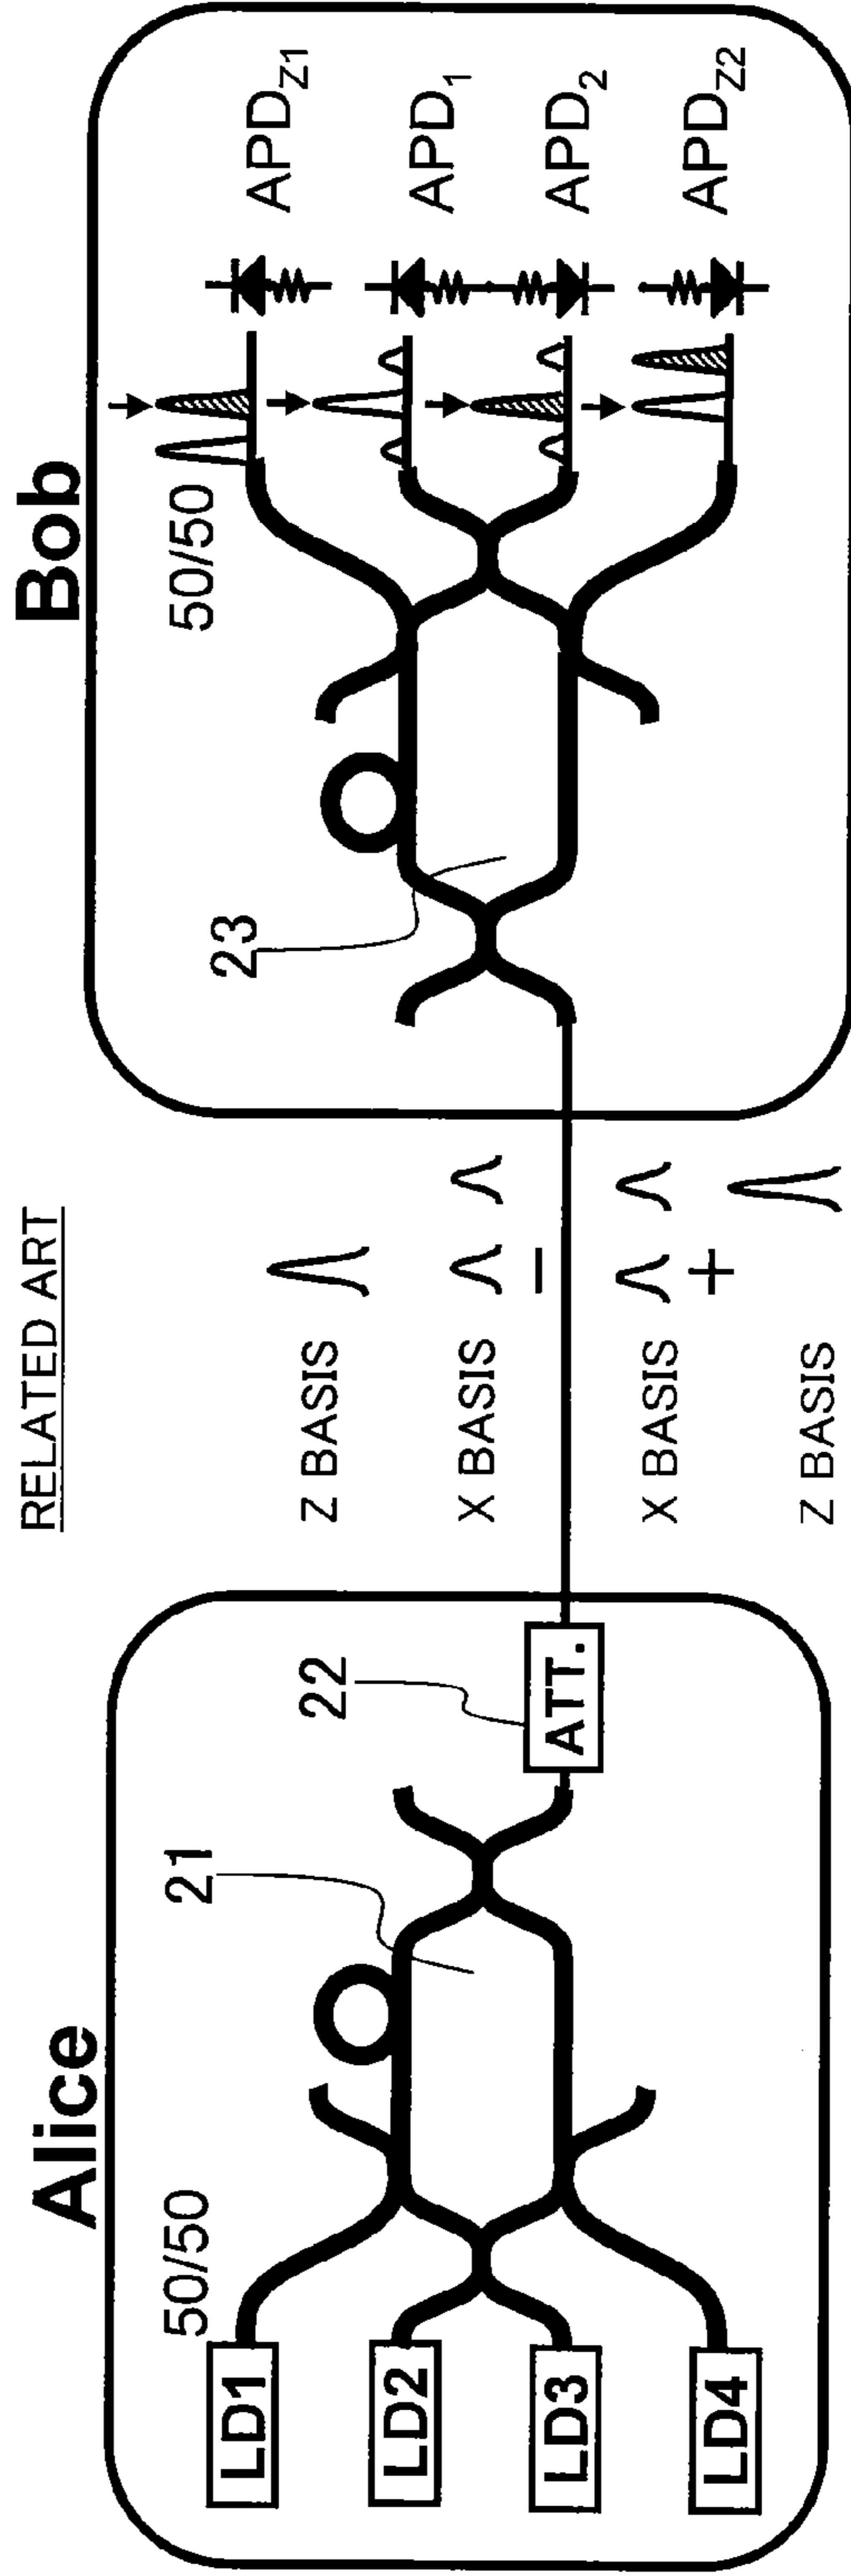 RELATED ART
Alice
50/50
21
22
LD1
LD2
LD3
LD4
ATT.
Z BASIS
X BASIS
−
X BASIS
+
Z BASIS
Bob
23
50/50
APDZ1
APD1
APD2
APDZ2